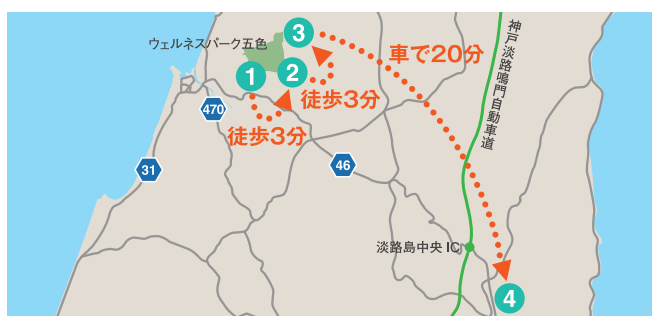 ウェルネスパーク五色
3
車で20分
神戸淡路鳴門自動車道
1
2
徒歩3分
470
徒歩3分
31
46
淡路島中央IC
4